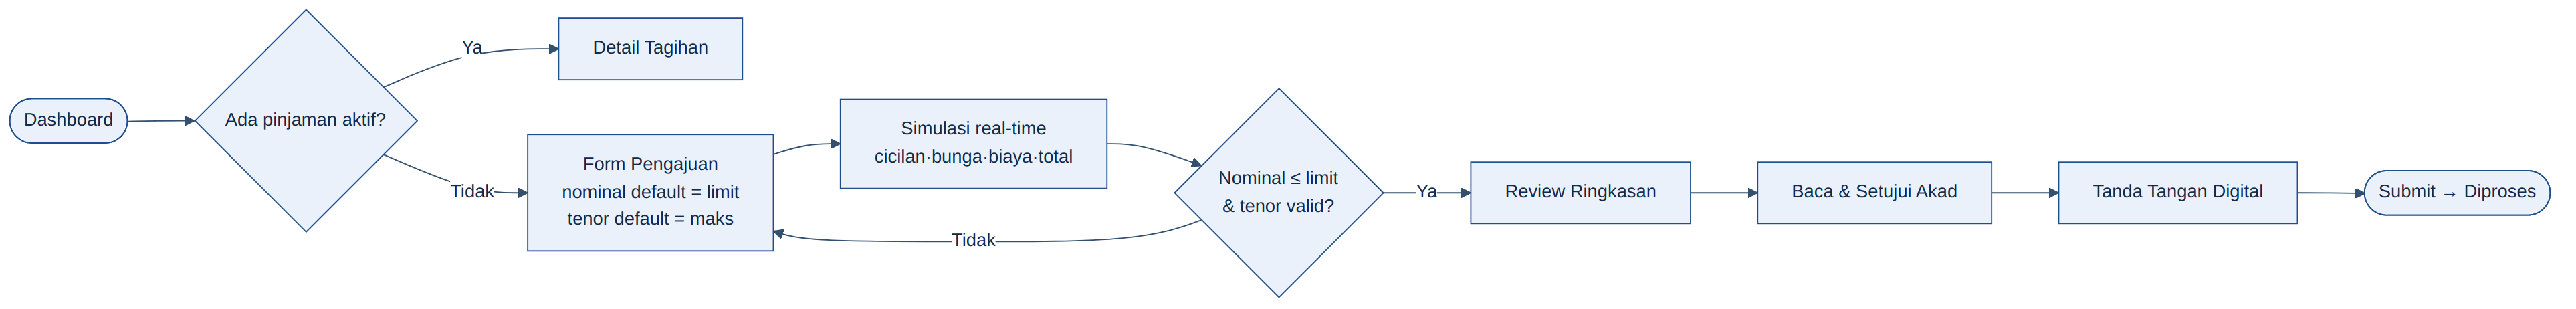 Dashboard
Ada pinjaman aktif?
Ya
Detail Tagihan
Tidak
Form Pengajuan
nominal default = limit
tenor default = maks
Simulasi real-time
cicilan·bunga·biaya·total
Nominal ≤ limit
& tenor valid?
Tidak
Ya
Review Ringkasan
Baca & Setujui Akad
Tanda Tangan Digital
Submit → Diproses